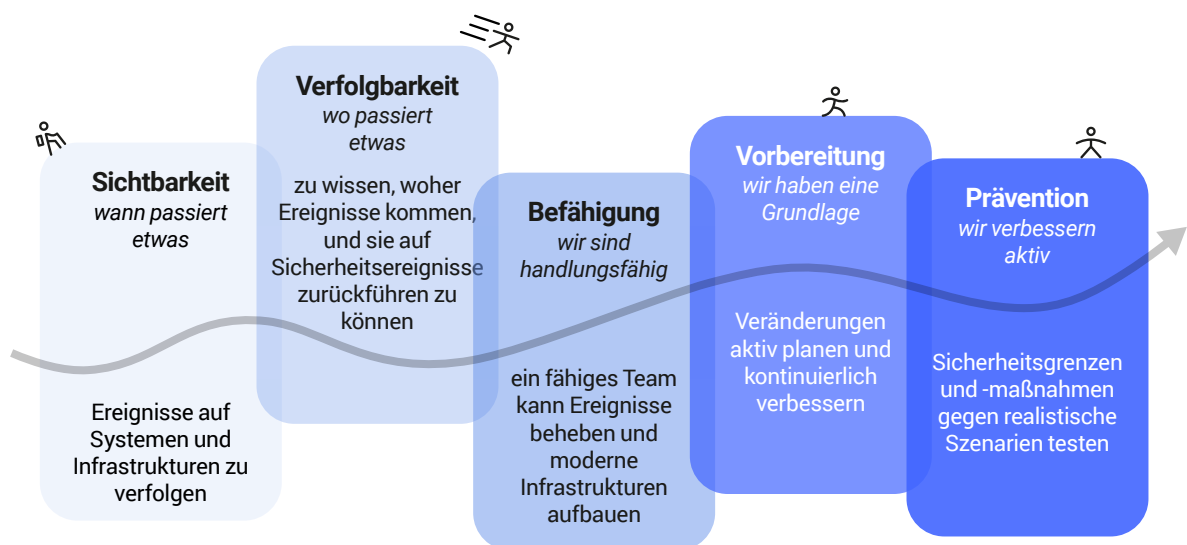 Sichtbarkeit
wann passiert
etwas
Ereignisse auf
Systemen und
Infrastrukturen zu
verfolgen
Verfolgbarkeit
wo passiert
etwas
zu wissen, woher
Ereignisse kommen,
und sie auf
Sicherheitsereignisse
zurückführen zu
können
Befähigung
wir sind
handlungsfähig
ein fähiges Team
kann Ereignisse
beheben und
moderne
Infrastrukturen
aufbauen
Vorbereitung
wir haben eine
Grundlage
Veränderungen
aktiv planen und
kontinuierlich
verbessern
Prävention
wir verbessern
aktiv
Sicherheitsgrenzen
und -maßnahmen
gegen realistische
Szenarien testen